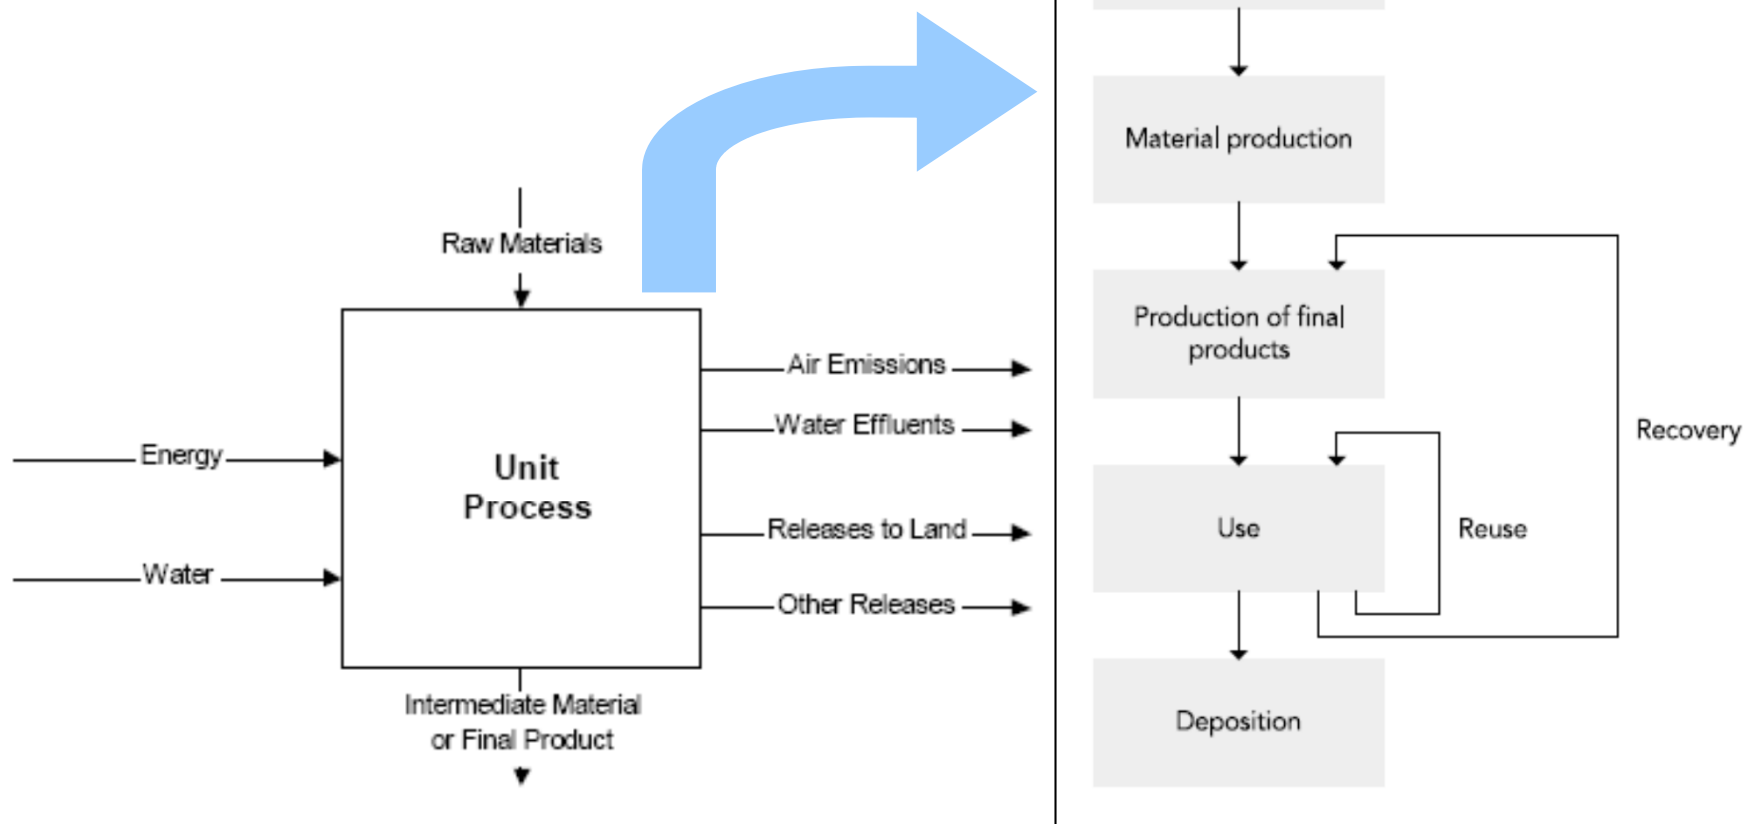 Raw Materials
Energy
Water
Unit
Process
Air Emissions
Water Effluents
Releases to Land
Other Releases
Intermediate Material
or Final Product
Material production
Production of final
products
Use
Deposition
Reuse
Recovery